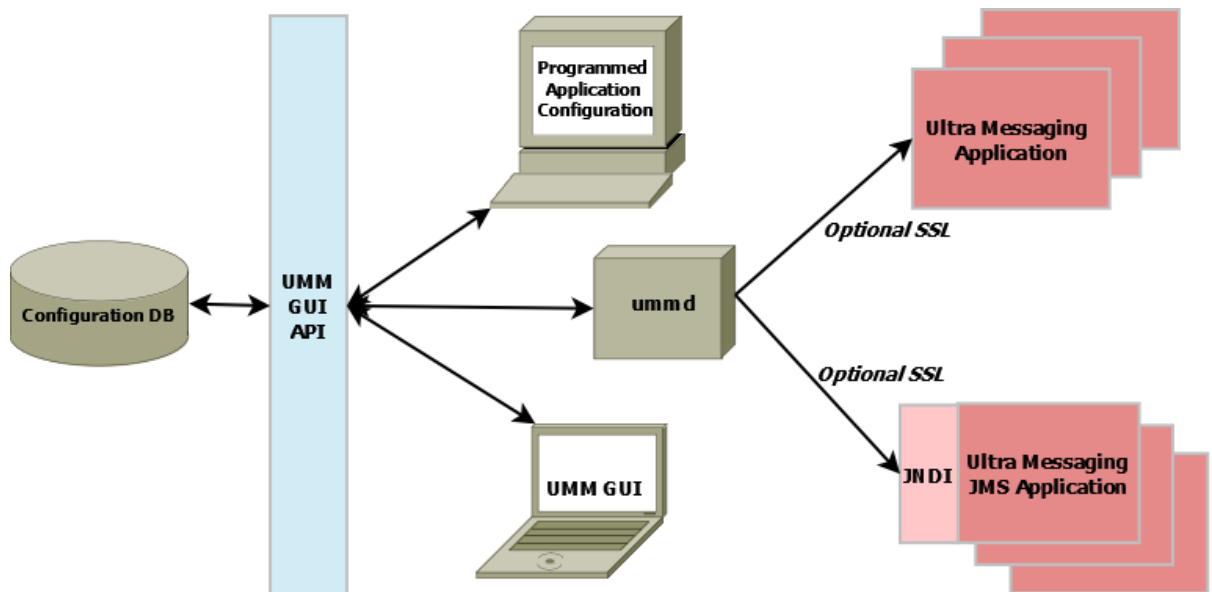 Configuration DB
UMM
GUI
API
Programmed
Application
Configuration
ummd
UMM GUI
Optional SSL
Optional SSL
Ultra Messaging
Application
JNDI
Ultra Messaging
JMS Application